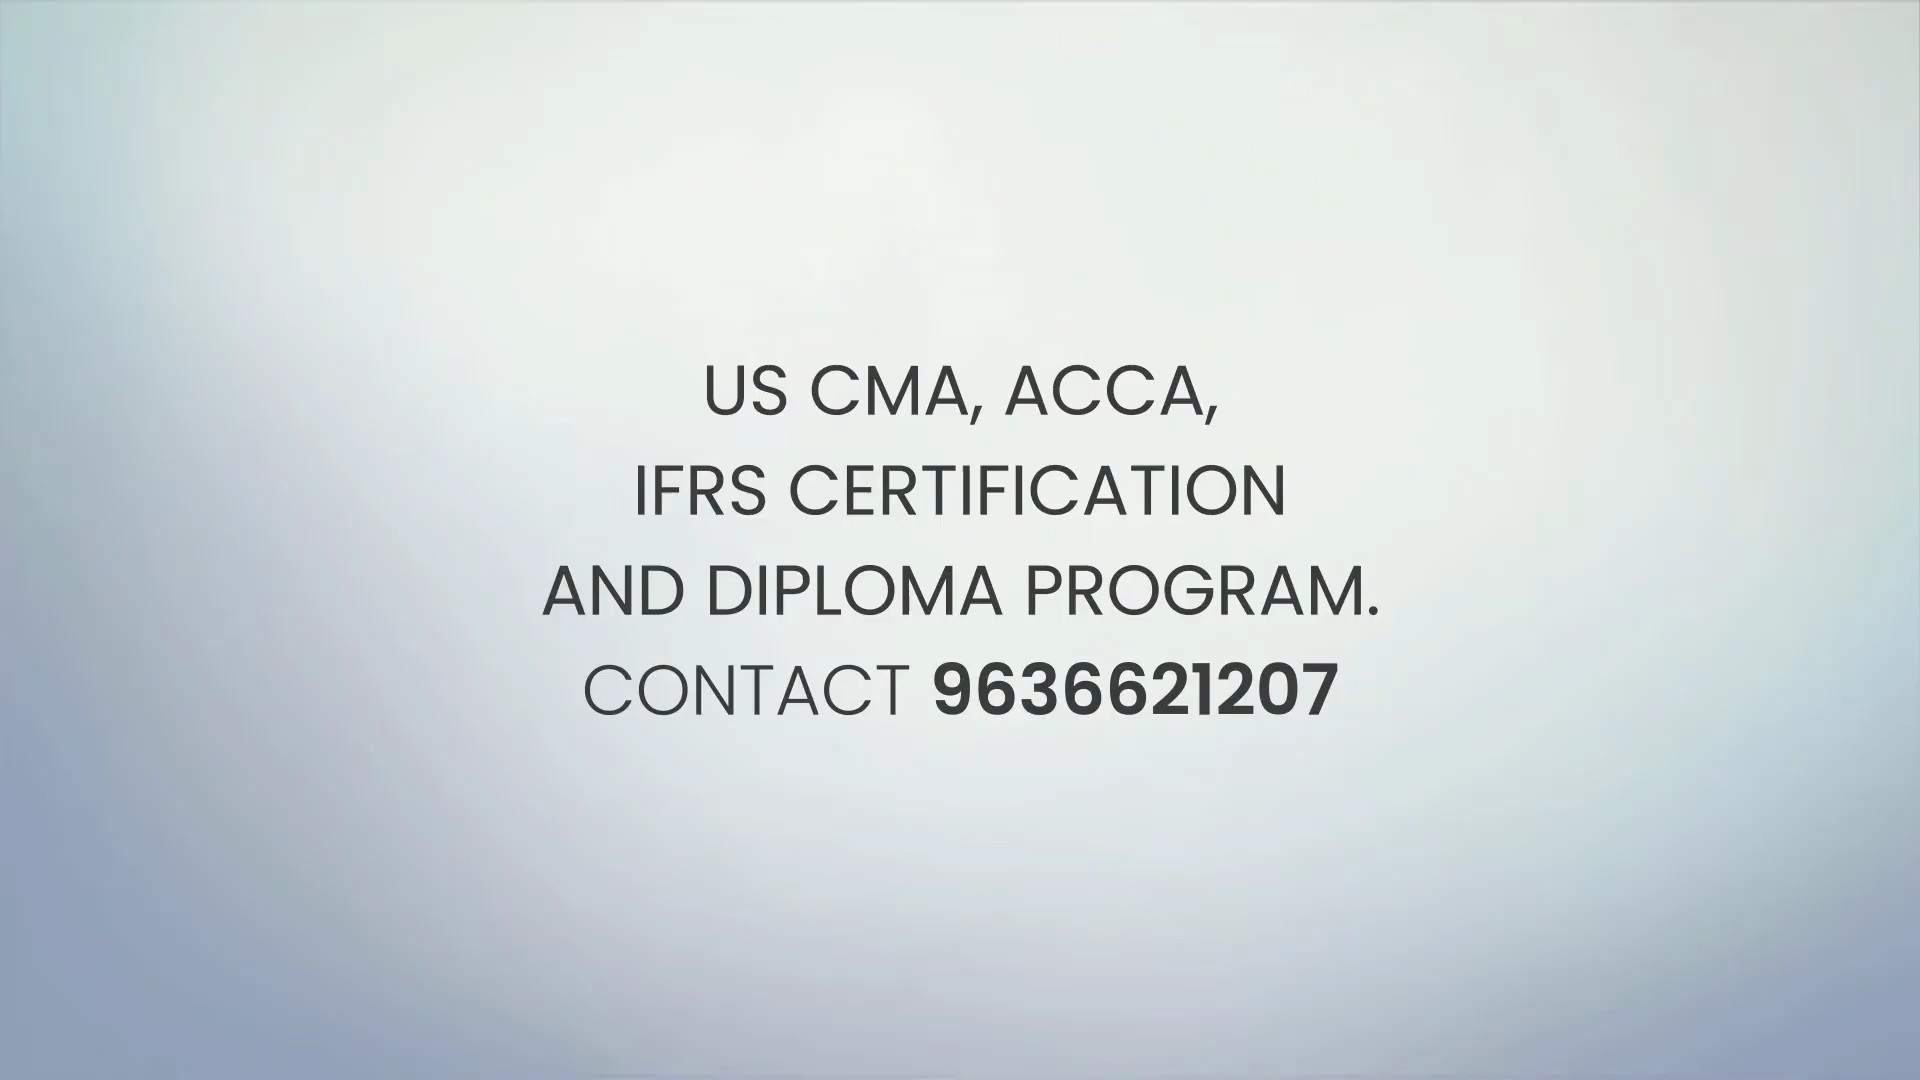 US CMA, ACCA,
IFRS CERTIFICATION
AND DIPLOMA PROGRAM.
CONTACT 9636621207